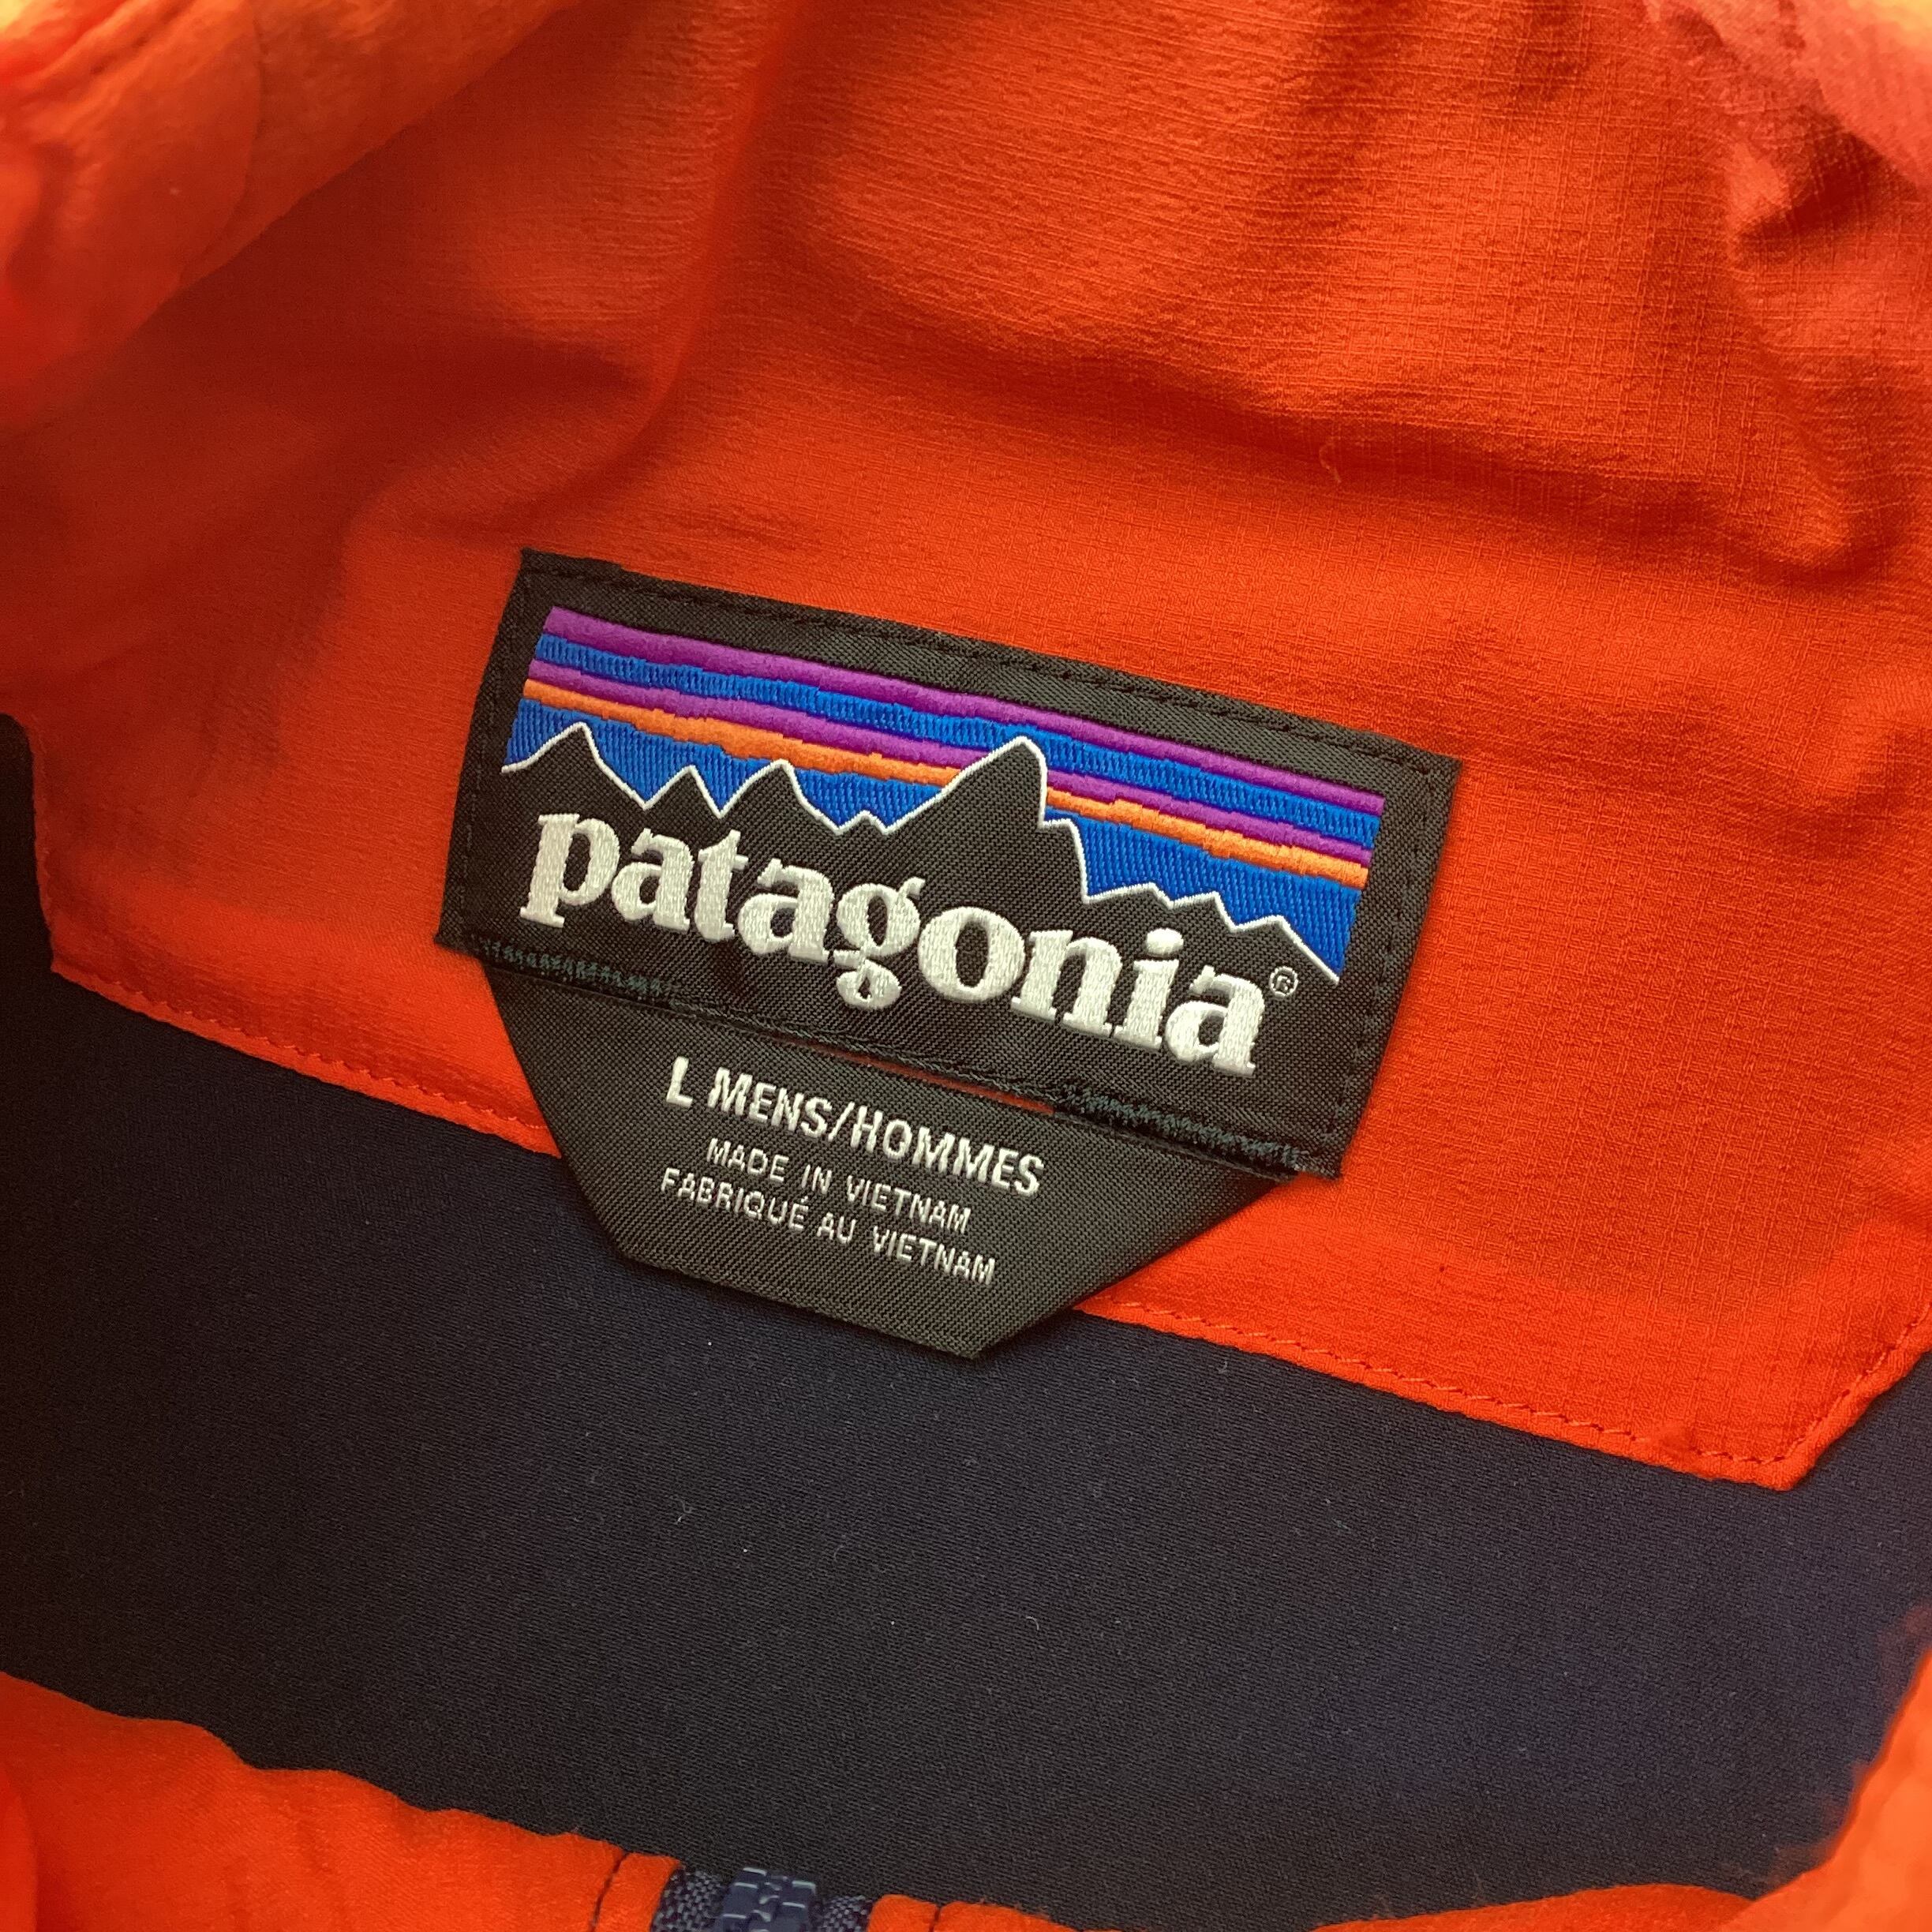 patagonia®
L MENS/HOMMES
MADE IN VIETNAM
FABRIQUÉ AU VIETNAM